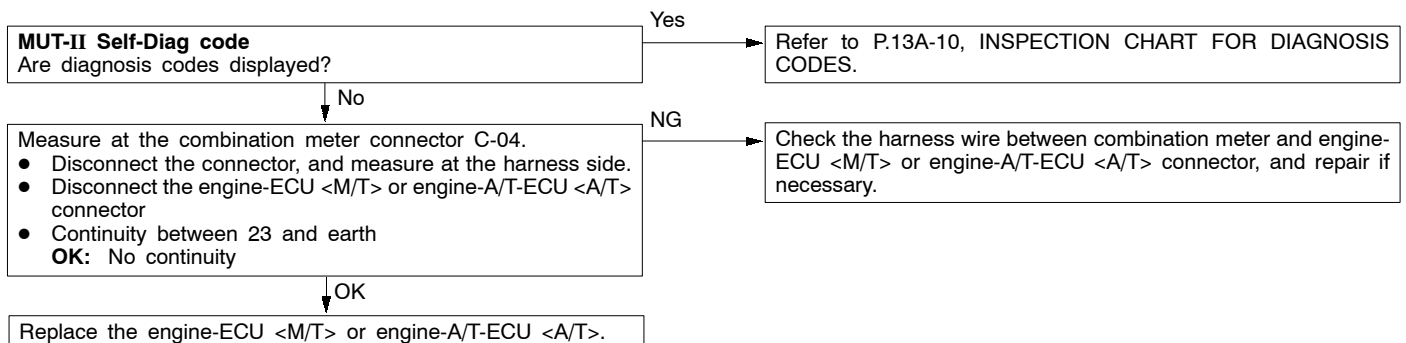 MUT-II Self-Diag code
Are diagnosis codes displayed?
Yes
Refer to P.13A-10, INSPECTION CHART FOR DIAGNOSIS
CODES.
No
Measure at the combination meter connector C-04.
● Disconnect the connector, and measure at the harness side.
● Disconnect the engine-ECU <M/T> or engine-A/T-ECU <A/T>
connector
● Continuity between 23 and earth
OK: No continuity
NG
Check the harness wire between combination meter and engine-
ECU <M/T> or engine-A/T-ECU <A/T> connector, and repair if
necessary.
OK
Replace the engine-ECU <M/T> or engine-A/T-ECU <A/T>.